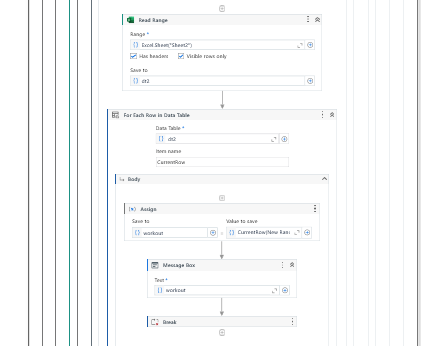 Read Range
Range *
Excel.Sheet("Sheet2")
Has headers
Visible rows only
Save to
dt2
For Each Row in Data Table
Data Table *
dt2
Item name
CurrentRow
Body
Assign
Save to
Value to save
workout
CurrentRow(New Ran
Message Box
Text *
workout
Break